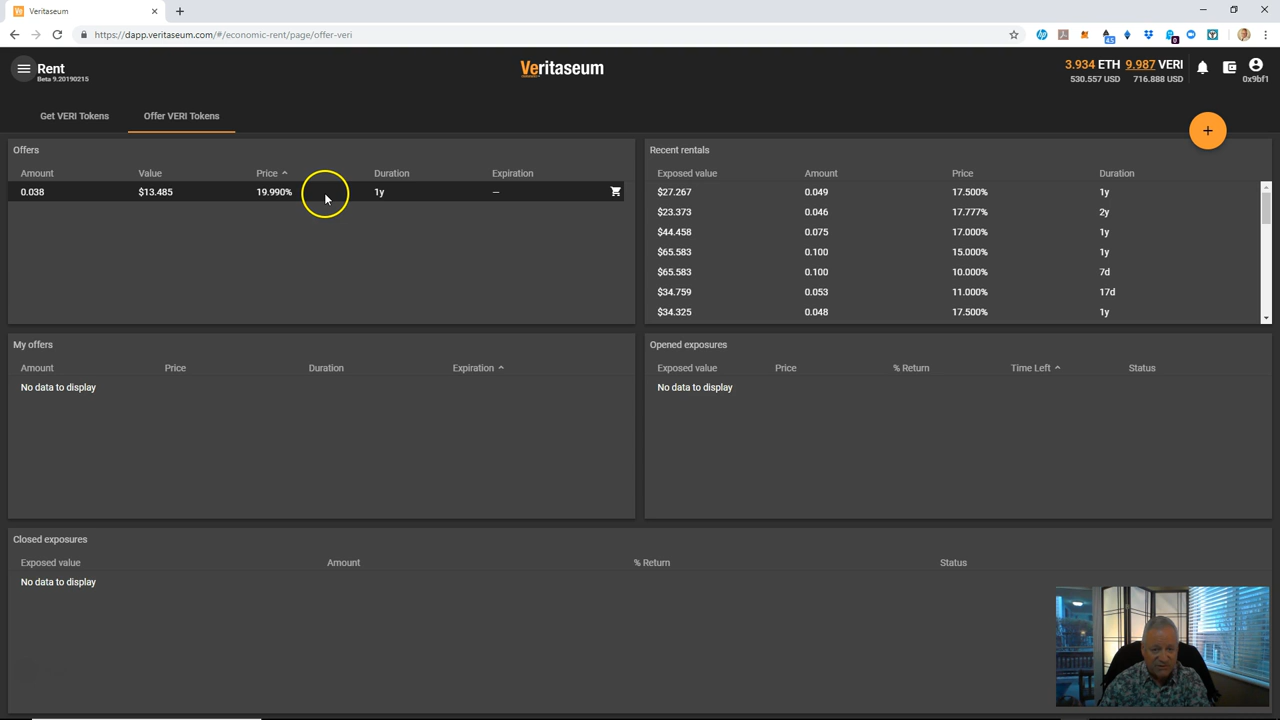 Veritaseum
https://dapp.veritaseum.com/#/economic-rent/page/offer-veri
Rent
Beta 9.20190215
Veritaseum
3.934 ETH 9.987 VERI
530.557 USD 716.888 USD
0x9bf1
Get VERI Tokens Offer VERI Tokens
Offers
Amount Value Price Duration Expiration
0.038 $13.485 19.990% 1y –
Recent rentals
Exposed value Amount Price Duration
$27.267 0.049 17.500% 1y
$23.373 0.046 17.777% 2y
$44.458 0.075 17.000% 1y
$65.583 0.100 15.000% 1y
$65.583 0.100 10.000% 7d
$34.759 0.053 11.000% 17d
$34.325 0.048 17.500% 1y
My offers
Amount Price Duration Expiration
No data to display
Opened exposures
Exposed value Price % Return Time Left Status
No data to display
Closed exposures
Exposed value Amount % Return Status
No data to display